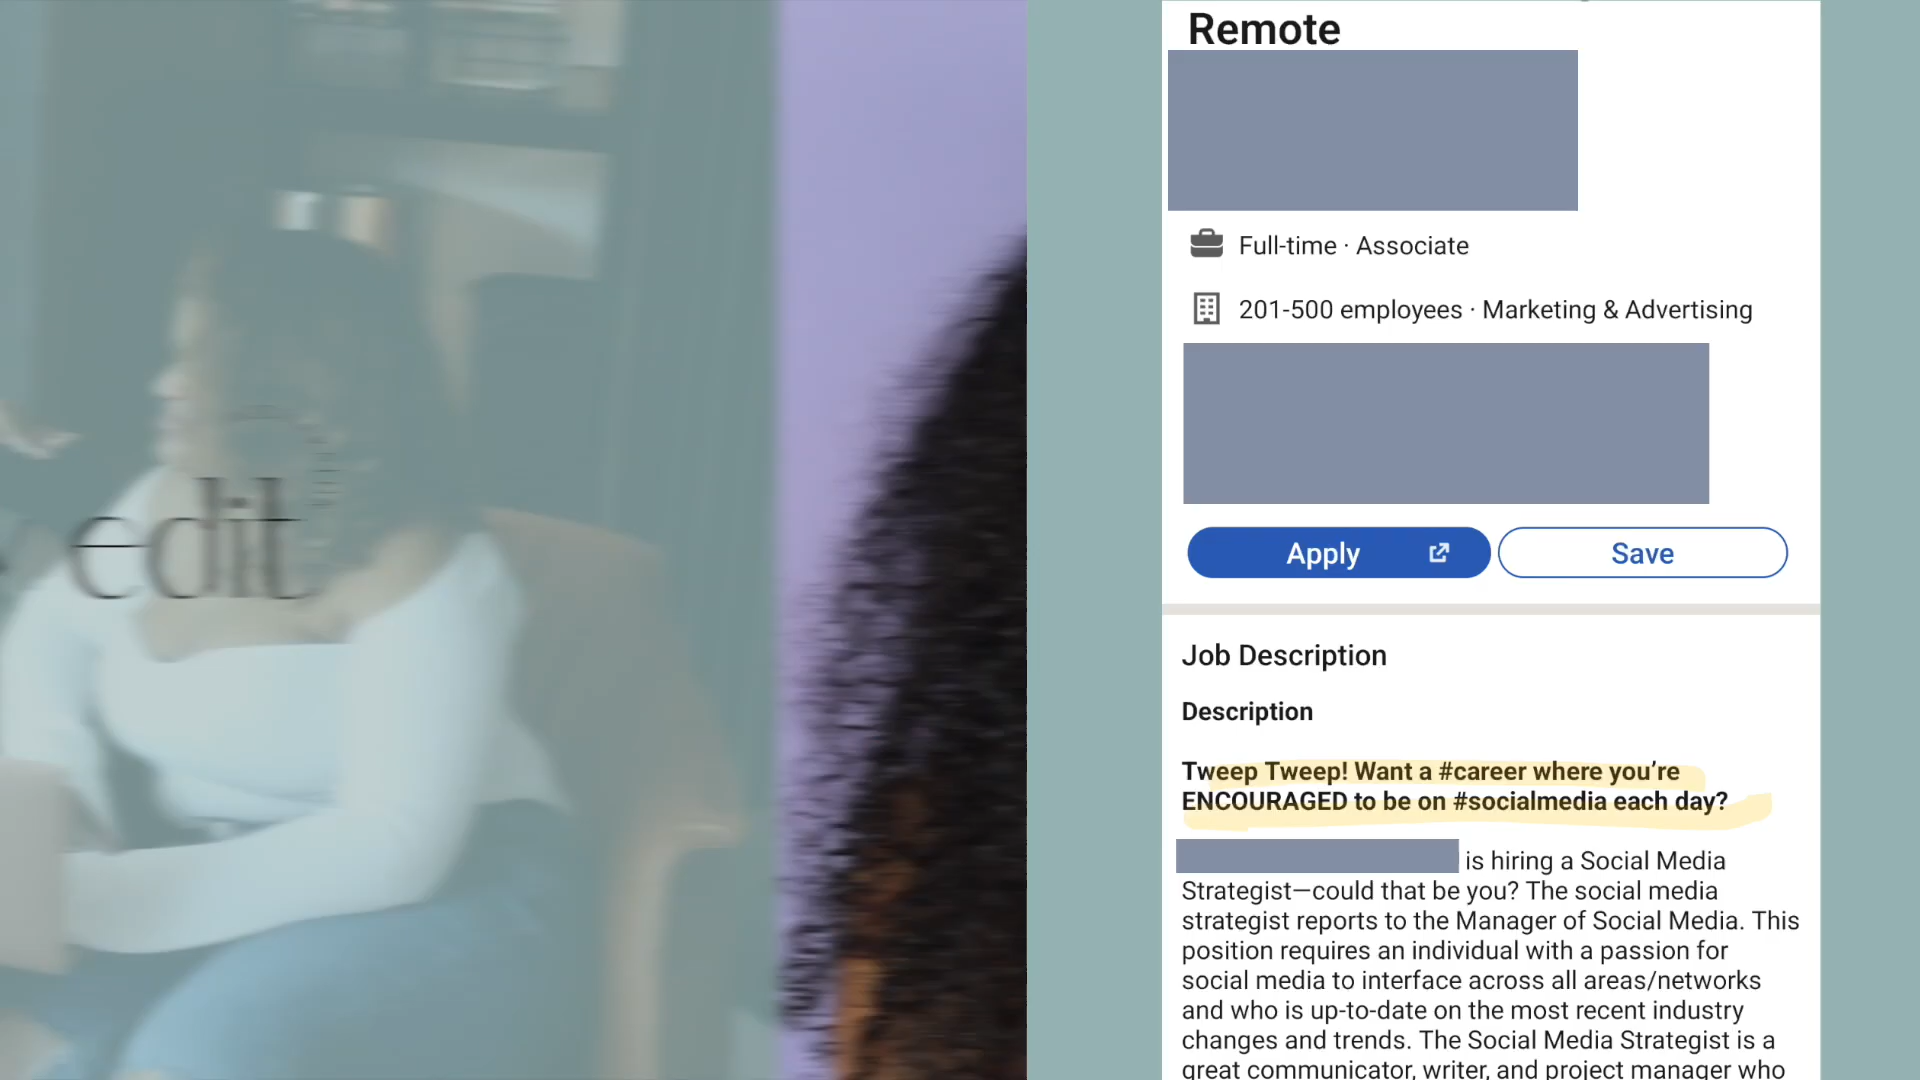 edit
Remote
Full-time · Associate
201-500 employees · Marketing & Advertising
Apply
Save
Job Description
Description
Tweep Tweep! Want a #career where you’re
ENCOURAGED to be on #socialmedia each day?
is hiring a Social Media
Strategist—could that be you? The social media
strategist reports to the Manager of Social Media. This
position requires an individual with a passion for
social media to interface across all areas/networks
and who is up-to-date on the most recent industry
changes and trends. The Social Media Strategist is a
great communicator, writer, and project manager who